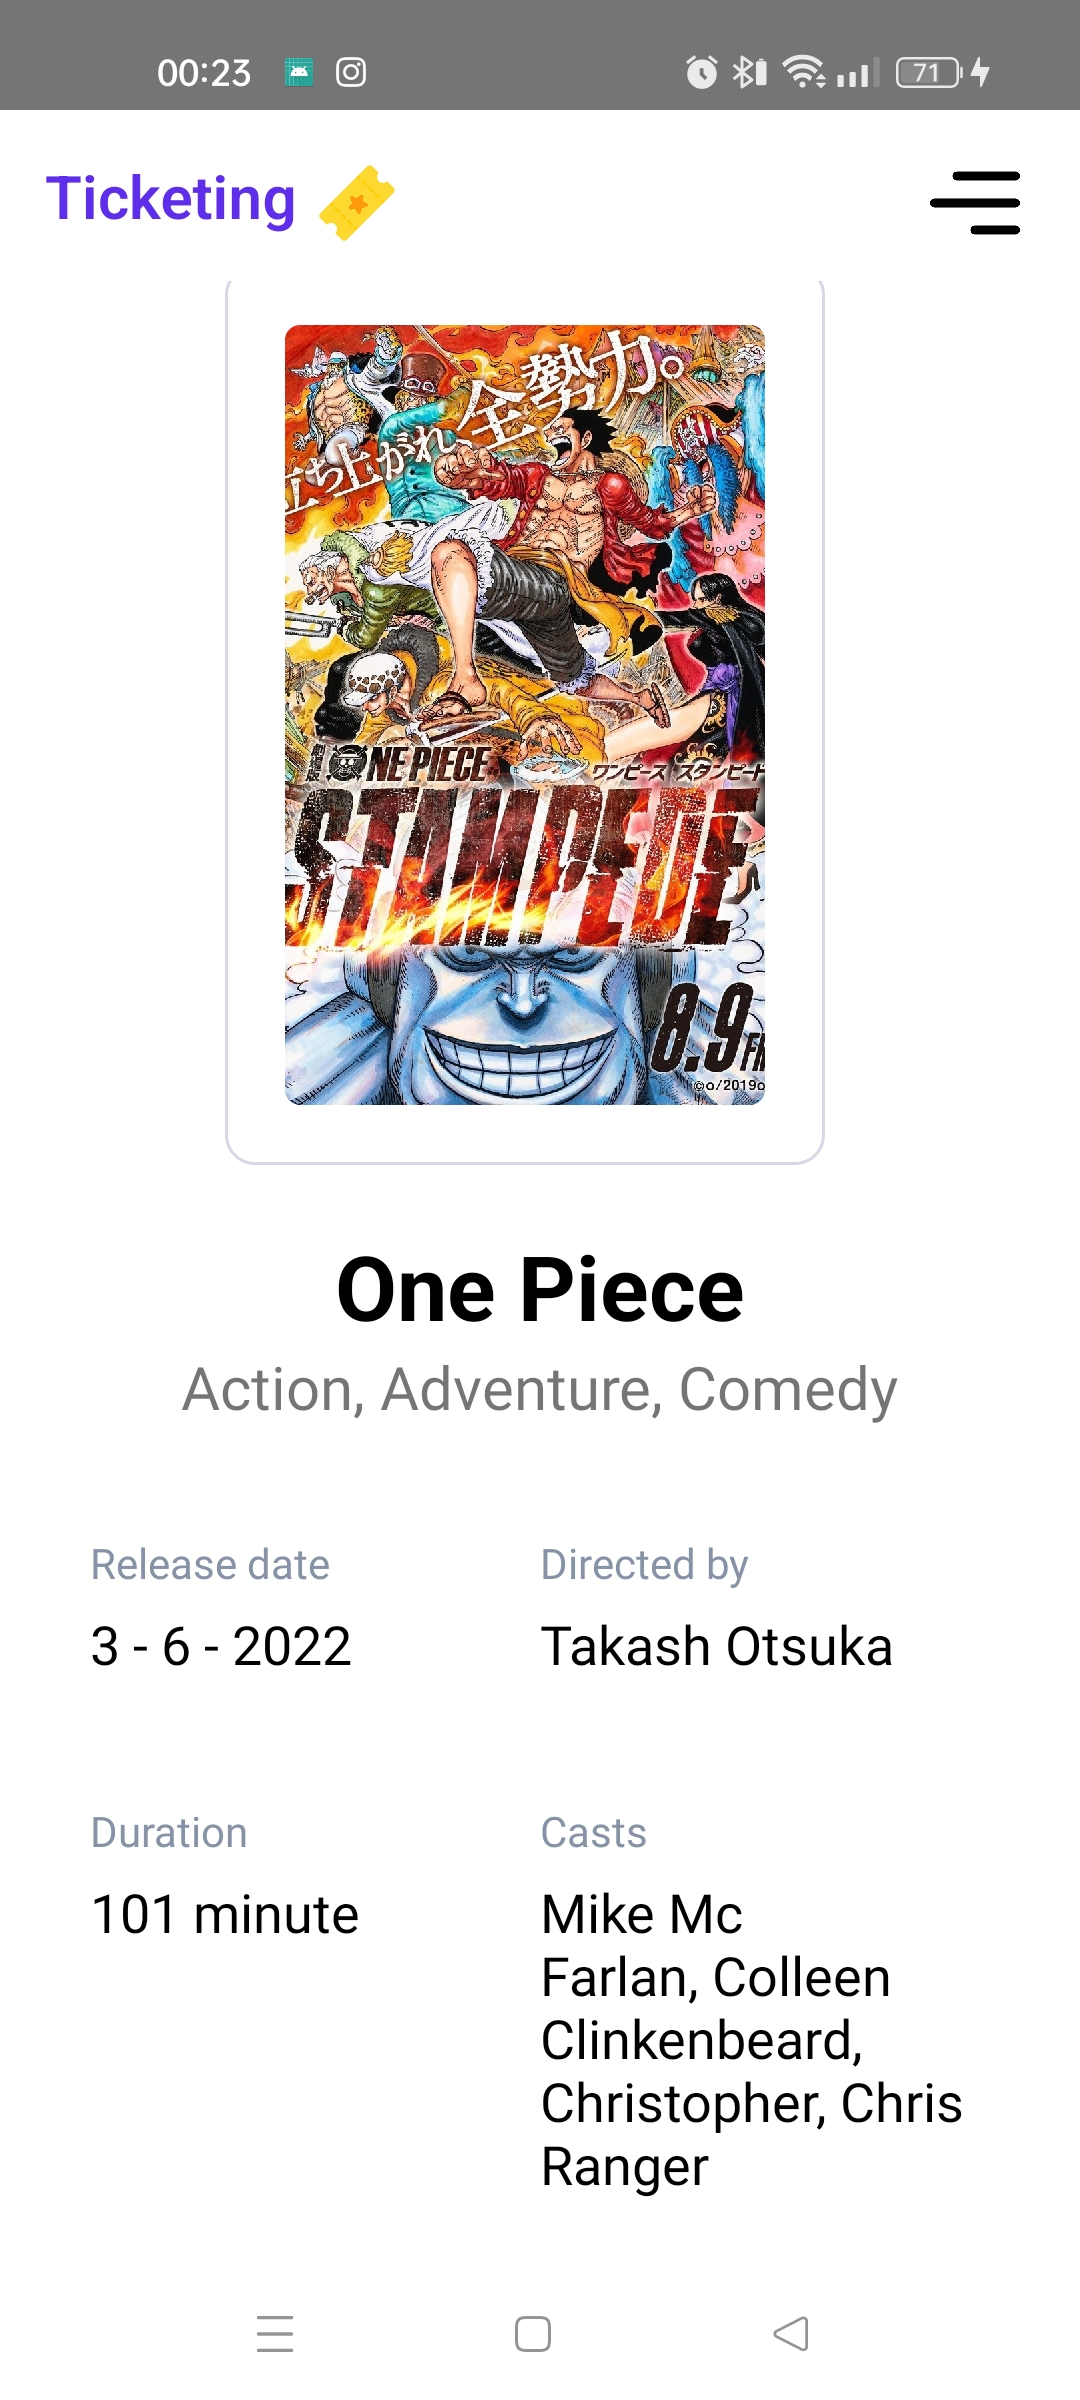 00:23
71
Ticketing
全勢力。
立ち上がれ、
ONE PIECE
ワンピース スタンピード
STAMPEDE
8.9
©o/2019o
One Piece
Action, Adventure, Comedy
Release date
Directed by
3 - 6 - 2022
Takash Otsuka
Duration
Casts
101 minute
Mike Mc
Farlan, Colleen
Clinkenbeard,
Christopher, Chris
Ranger